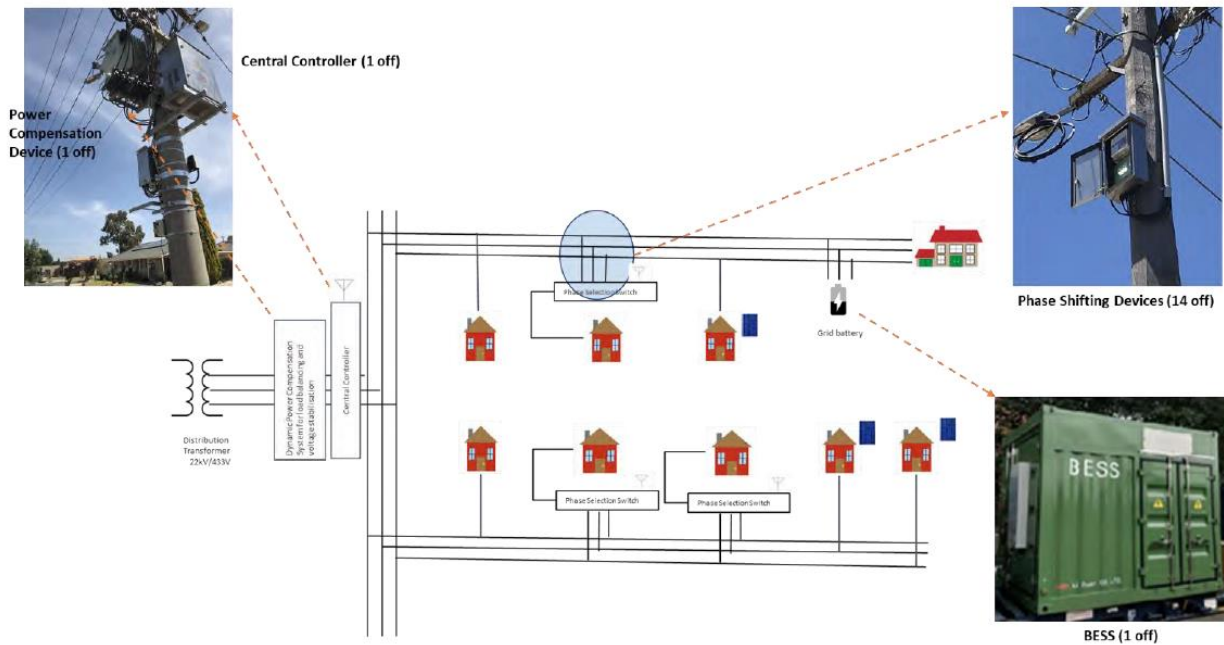 Central Controller (1 off)
Power
Compensation
Device (1 off)
Phase Shifting Devices (14 off)
Phase Selection Switch
Grid battery
Dynamic Power Compensation
System for load balancing and
voltage stabilisation
Central Controller
Distribution
Transformer
22kV/433V
Phase Selection Switch
Phase Selection Switch
BESS
BESS (1 off)